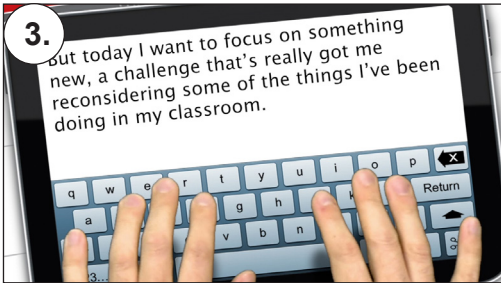 3.
But today I want to focus on something
new, a challenge that's really got me
reconsidering some of the things I've been
doing in my classroom.
q w e r t y u i o p X
a g h k Return
v b n